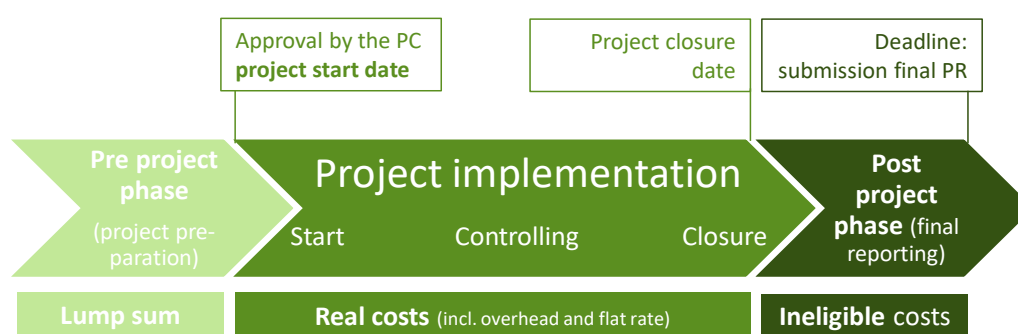 Approval by the PC
project start date
Project closure
date
Deadline:
submission final PR
Pre project
phase
(project pre-
paration)
Project implementation
Start Controlling Closure
Post
project
phase (final
reporting)
Lump sum
Real costs (incl. overhead and flat rate)
Ineligible costs